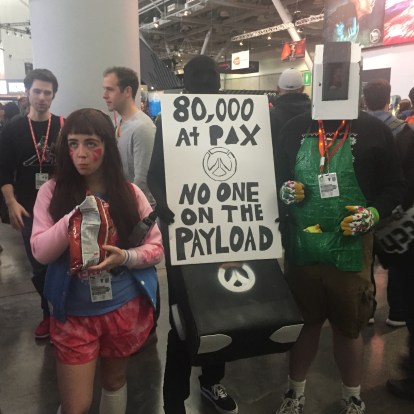 80,000
At PAX
NO ONE
ON THE
PAYLOAD